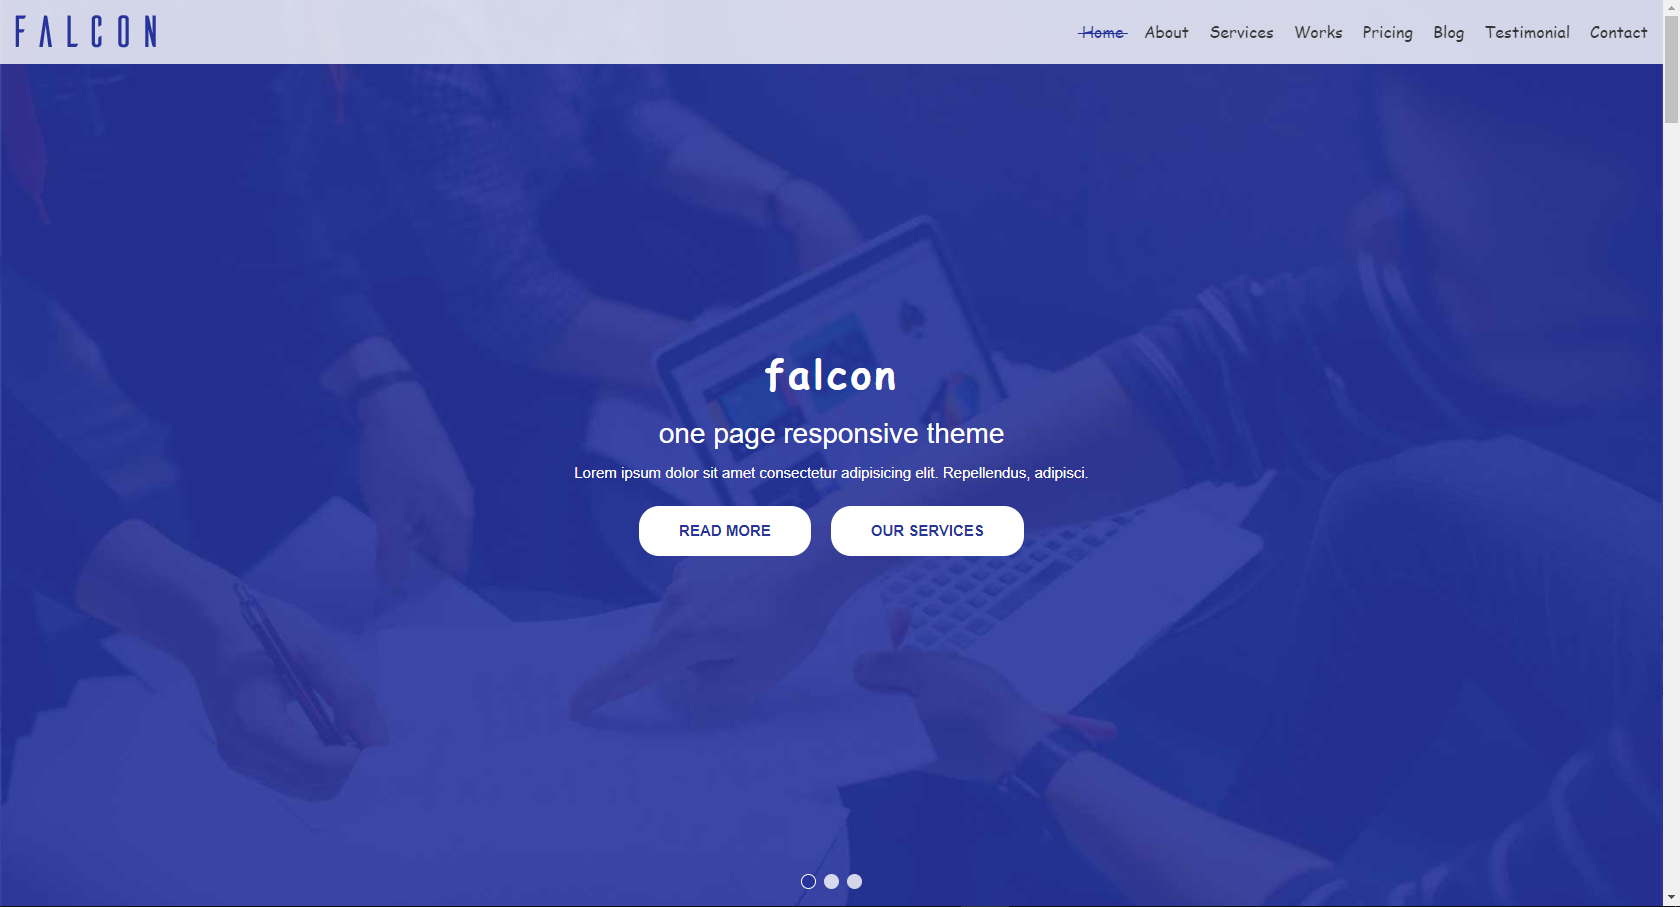 FALCON
Home About Services Works Pricing Blog Testimonial Contact
falcon
one page responsive theme
Lorem ipsum dolor sit amet consectetur adipisicing elit. Repellendus, adipisci.
READ MORE OUR SERVICES